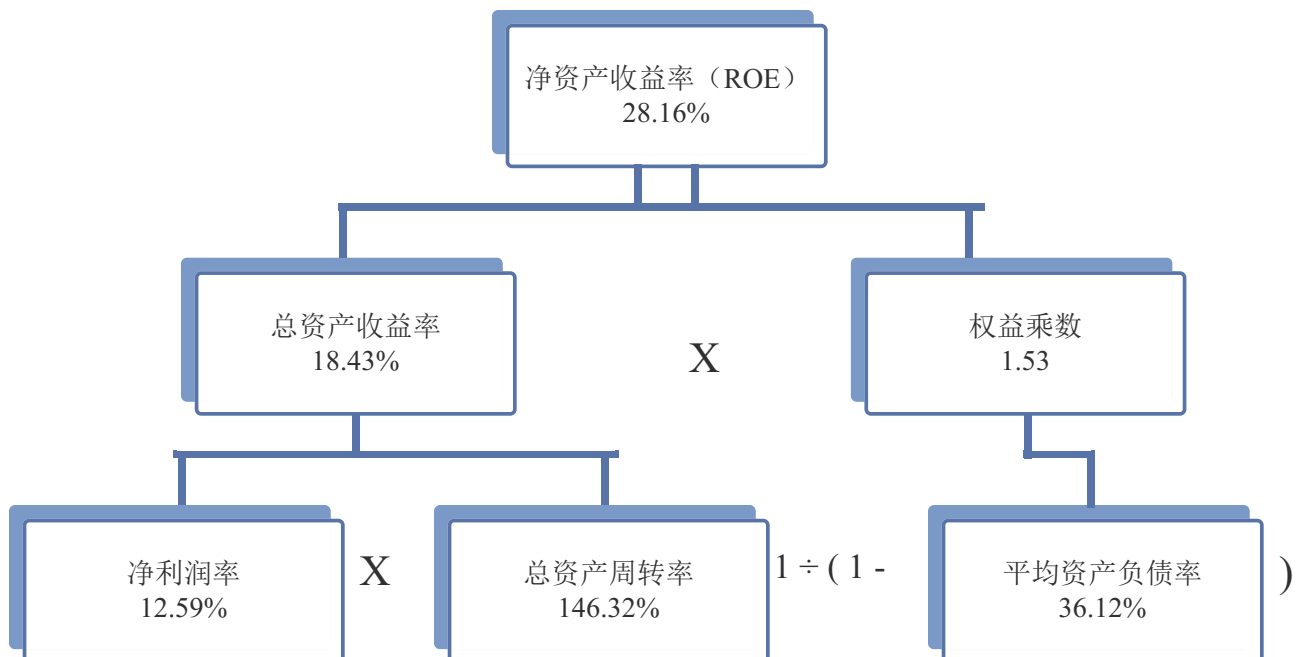 净资产收益率（ROE）
28.16%
总资产收益率
18.43%
X
权益乘数
1.53
净利润率
12.59%
X
总资产周转率
146.32%
1 ÷ ( 1 -
平均资产负债率
36.12%
)